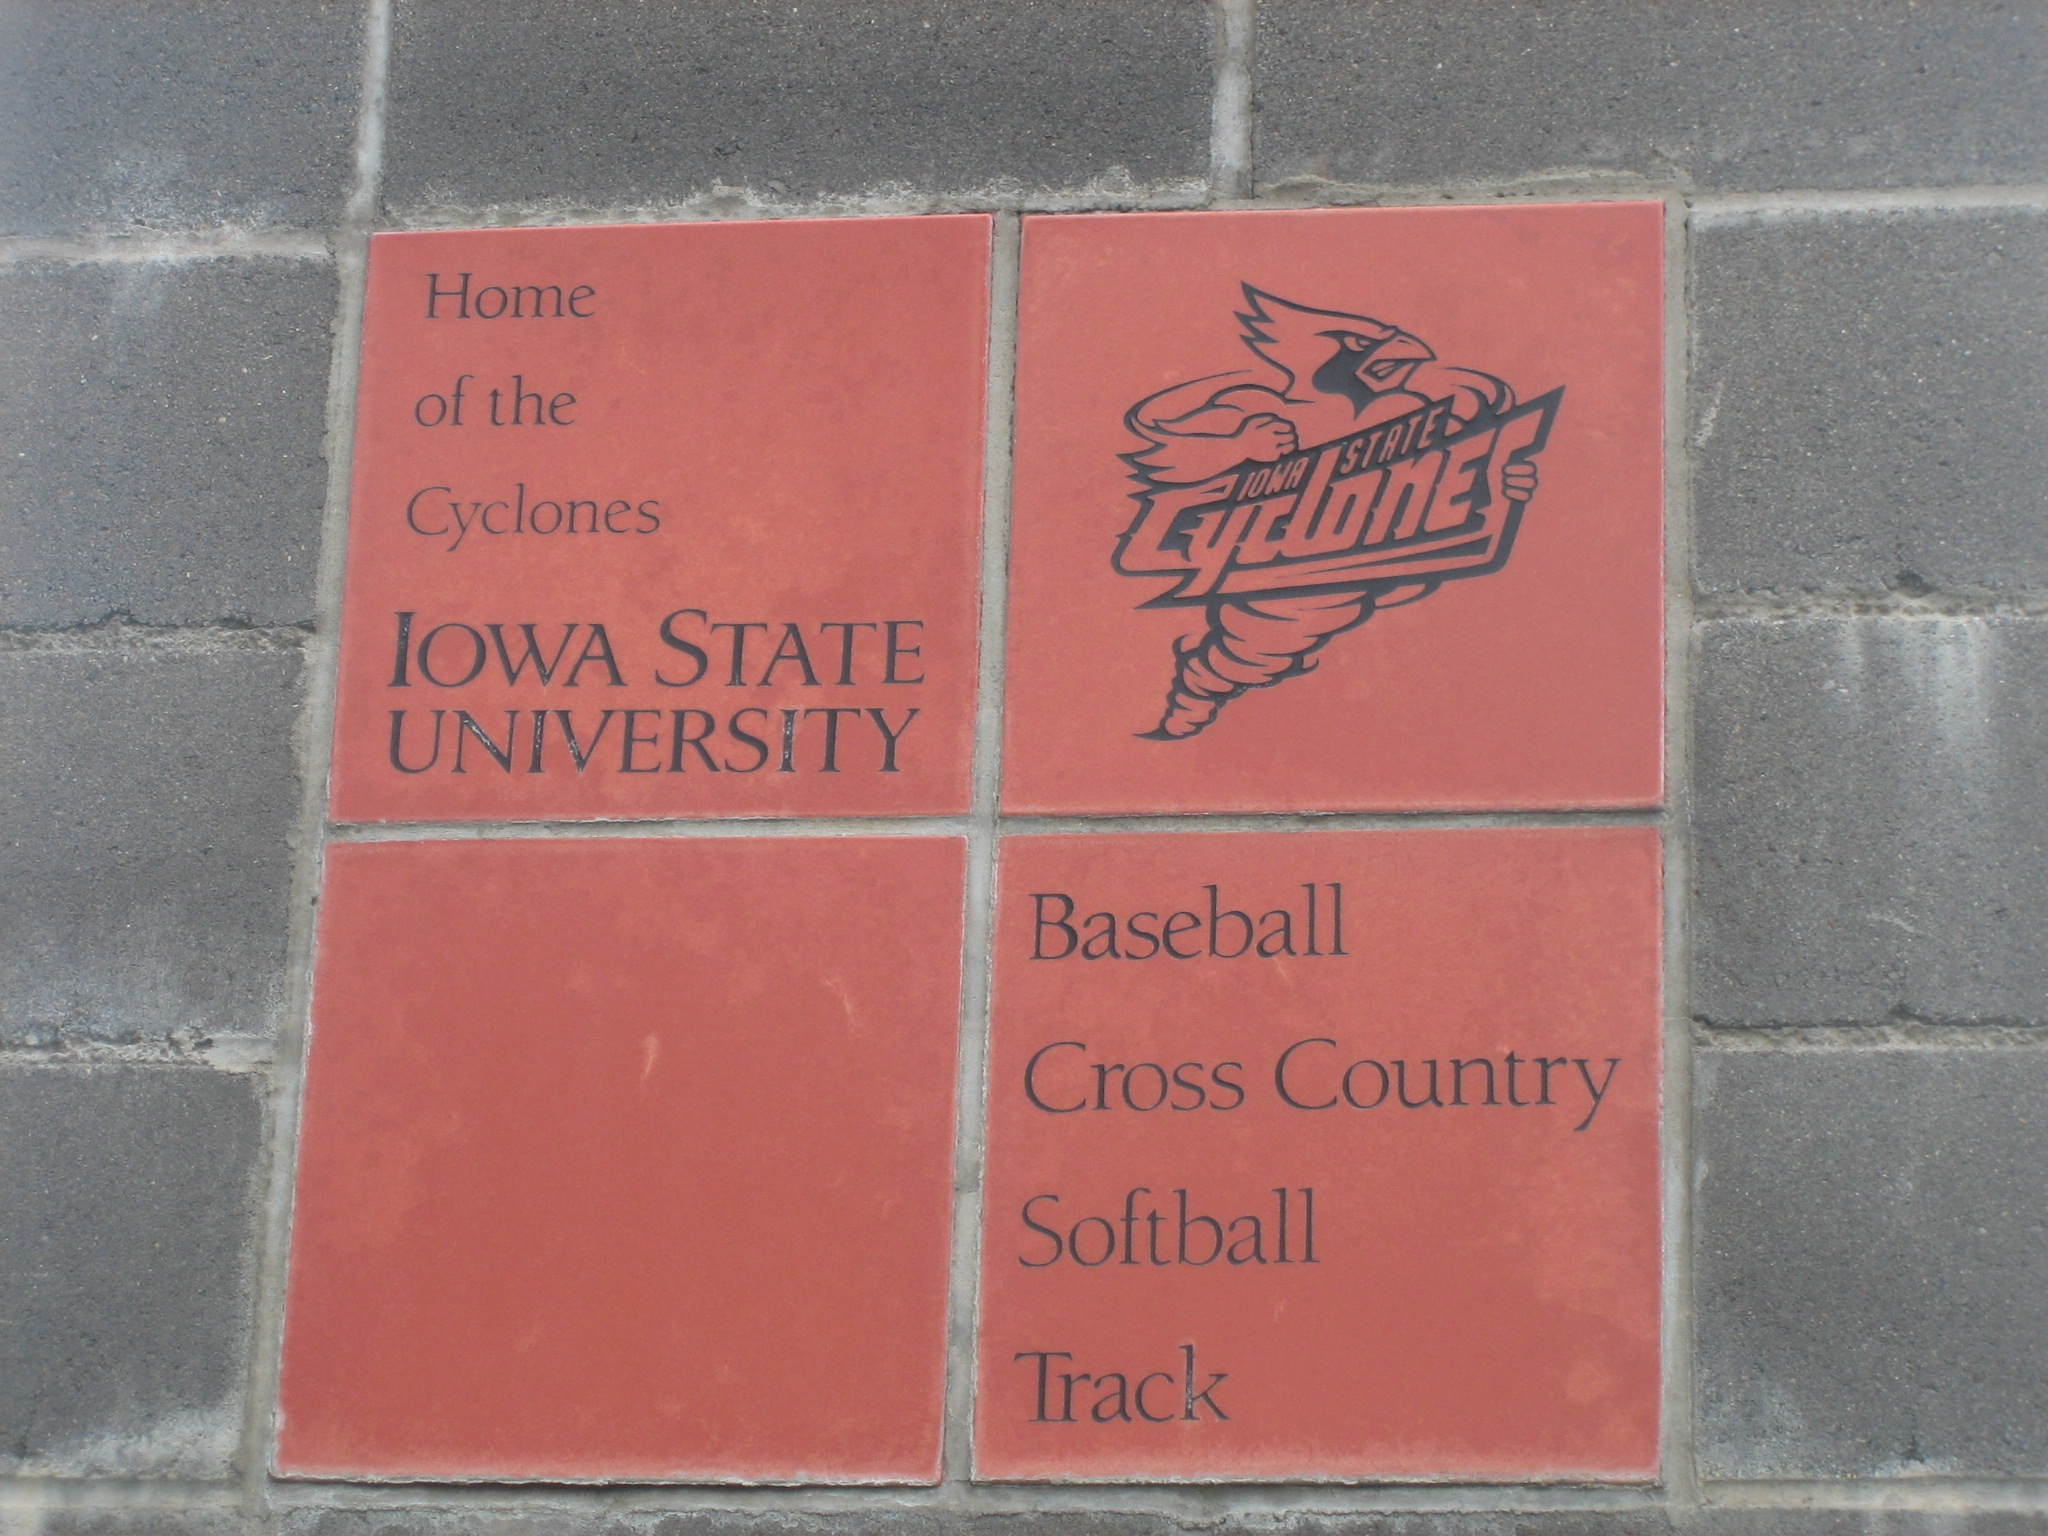 Home
of the
Cyclones
IOWA STATE
UNIVERSITY
IOWA STATE
CYCLONES
Baseball
Cross Country
Softball
Track